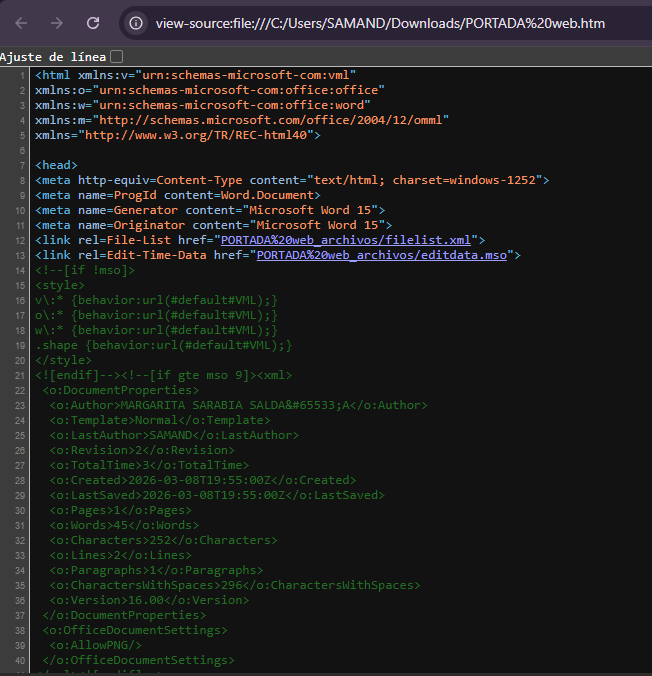 view-source:file:///C:/Users/SAMAND/Downloads/PORTADA%20web.htm
Ajuste de línea
1 <html xmlns:v="urn:schemas-microsoft-com:vml"
2 xmlns:o="urn:schemas-microsoft-com:office:office"
3 xmlns:w="urn:schemas-microsoft-com:office:word"
4 xmlns:m="http://schemas.microsoft.com/office/2004/12/omml"
5 xmlns="http://www.w3.org/TR/REC-html40">
6
7 <head>
8 <meta http-equiv=Content-Type content="text/html; charset=windows-1252">
9 <meta name=ProgId content=Word.Document>
10 <meta name=Generator content="Microsoft Word 15">
11 <meta name=Originator content="Microsoft Word 15">
12 <link rel=File-List href="PORTADA%20web_archivos/filelist.xml">
13 <link rel=Edit-Time-Data href="PORTADA%20web_archivos/editdata.mso">
14 <!--[if !mso]>
15 <style>
16 v\:* {behavior:url(#default#VML);}
17 o\:* {behavior:url(#default#VML);}
18 w\:* {behavior:url(#default#VML);}
19 .shape {behavior:url(#default#VML);}
20 </style>
21 <![endif]--><!--[if gte mso 9]><xml>
22 <o:DocumentProperties>
23 <o:Author>MARGARITA SARABIA SALDA&#65533;A</o:Author>
24 <o:Template>Normal</o:Template>
25 <o:LastAuthor>SAMAND</o:LastAuthor>
26 <o:Revision>2</o:Revision>
27 <o:TotalTime>3</o:TotalTime>
28 <o:Created>2026-03-08T19:55:00Z</o:Created>
29 <o:LastSaved>2026-03-08T19:55:00Z</o:LastSaved>
30 <o:Pages>1</o:Pages>
31 <o:Words>45</o:Words>
32 <o:Characters>252</o:Characters>
33 <o:Lines>2</o:Lines>
34 <o:Paragraphs>1</o:Paragraphs>
35 <o:CharactersWithSpaces>296</o:CharactersWithSpaces>
36 <o:Version>16.00</o:Version>
37 </o:DocumentProperties>
38 <o:OfficeDocumentSettings>
39 <o:AllowPNG/>
40 </o:OfficeDocumentSettings>